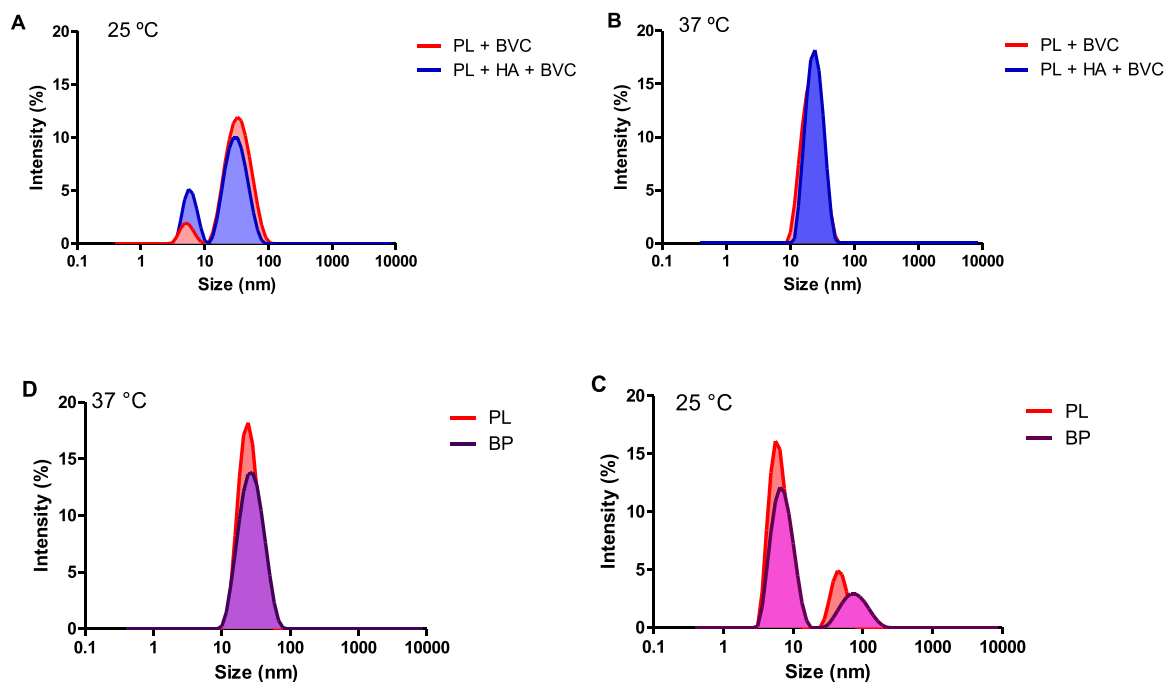 A
25 ºC
20
15
10
5
0
Intensity (%)
0.1 1 10 100 1000 10000
Size (nm)
PL + BVC
PL + HA + BVC
B
37 ºC
20
15
10
5
0
Intensity (%)
0.1 1 10 100 1000 10000
Size (nm)
PL + BVC
PL + HA + BVC
D
37 °C
20
15
10
5
0
Intensity (%)
0.1 1 10 100 1000 10000
Size (nm)
PL
BP
C
25 °C
20
15
10
5
0
Intensity (%)
0.1 1 10 100 1000 10000
Size (nm)
PL
BP